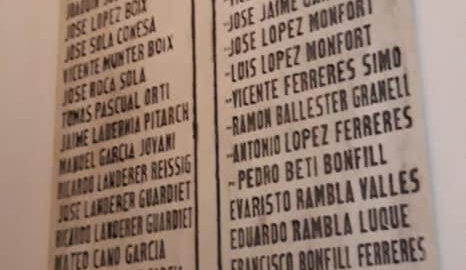 JOAQUIN
JOSE LOPEZ BOIX
JOSE SOLA CONESA
VICENTE MUNTER BOIX
JOSE ROCA SOLA
TOMAS PASCUAL ORTI
JAIME LADERNIA PITARCH
MANUEL GARCIA JOVANI
RICARDO LANDERER REISSIG
JOSE LANDERER GUARDIET
RICARDO LANDERER GUARDIET
MATEO CANO GARCIA
-JOSE JAIME
-JOSE LOPEZ MONFORT
-LUIS LOPEZ MONFORT
-VICENTE FERRERES SIMO
-RAMON BALLESTER GRANELL
-ANTONIO LOPEZ FERRERES
-PEDRO BETI BONFILL
EVARISTO RAMBLA VALLES
EDUARDO RAMBLA LUQUE
FRANCISCO BONFILL FERRERES